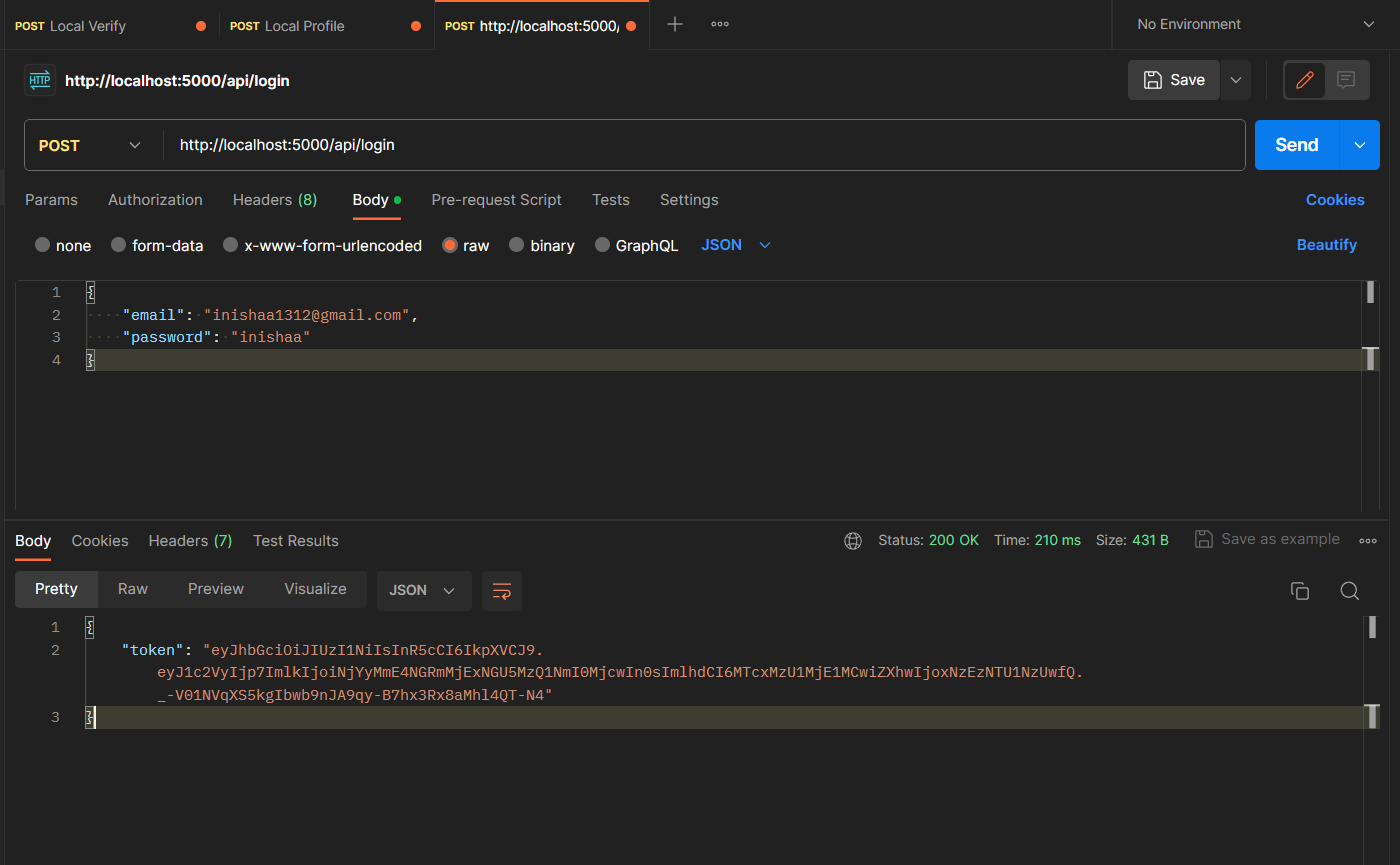 POST Local Verify
POST Local Profile
POST http://localhost:5000/
No Environment
HTTP
http://localhost:5000/api/login
Save
POST
http://localhost:5000/api/login
Send
Params
Authorization
Headers (8)
Body
Pre-request Script
Tests
Settings
Cookies
none
form-data
x-www-form-urlencoded
raw
binary
GraphQL
JSON
Beautify
1 {
2 "email": "inishaa1312@gmail.com",
3 "password": "inishaa"
4 }
Body
Cookies
Headers (7)
Test Results
Status: 200 OK
Time: 210 ms
Size: 431 B
Save as example
Pretty
Raw
Preview
Visualize
JSON
1 {
2 "token": "eyJhbGciOiJIUzI1NiIsInR5cCI6IkpXVCJ9.
eyJ1c2VyIjp7ImlkIjoiNjYyMmE4NGRmMjExNGU5MzQ1NmI0MjcwIn0sImlhdCI6MTcxMzU1MjE1MCwiZXhwIjoxNzEzNTU1NzUwfQ.
_-V01NVqXS5kgIbwb9nJA9qy-B7hx3Rx8aMhl4QT-N4"
3 }